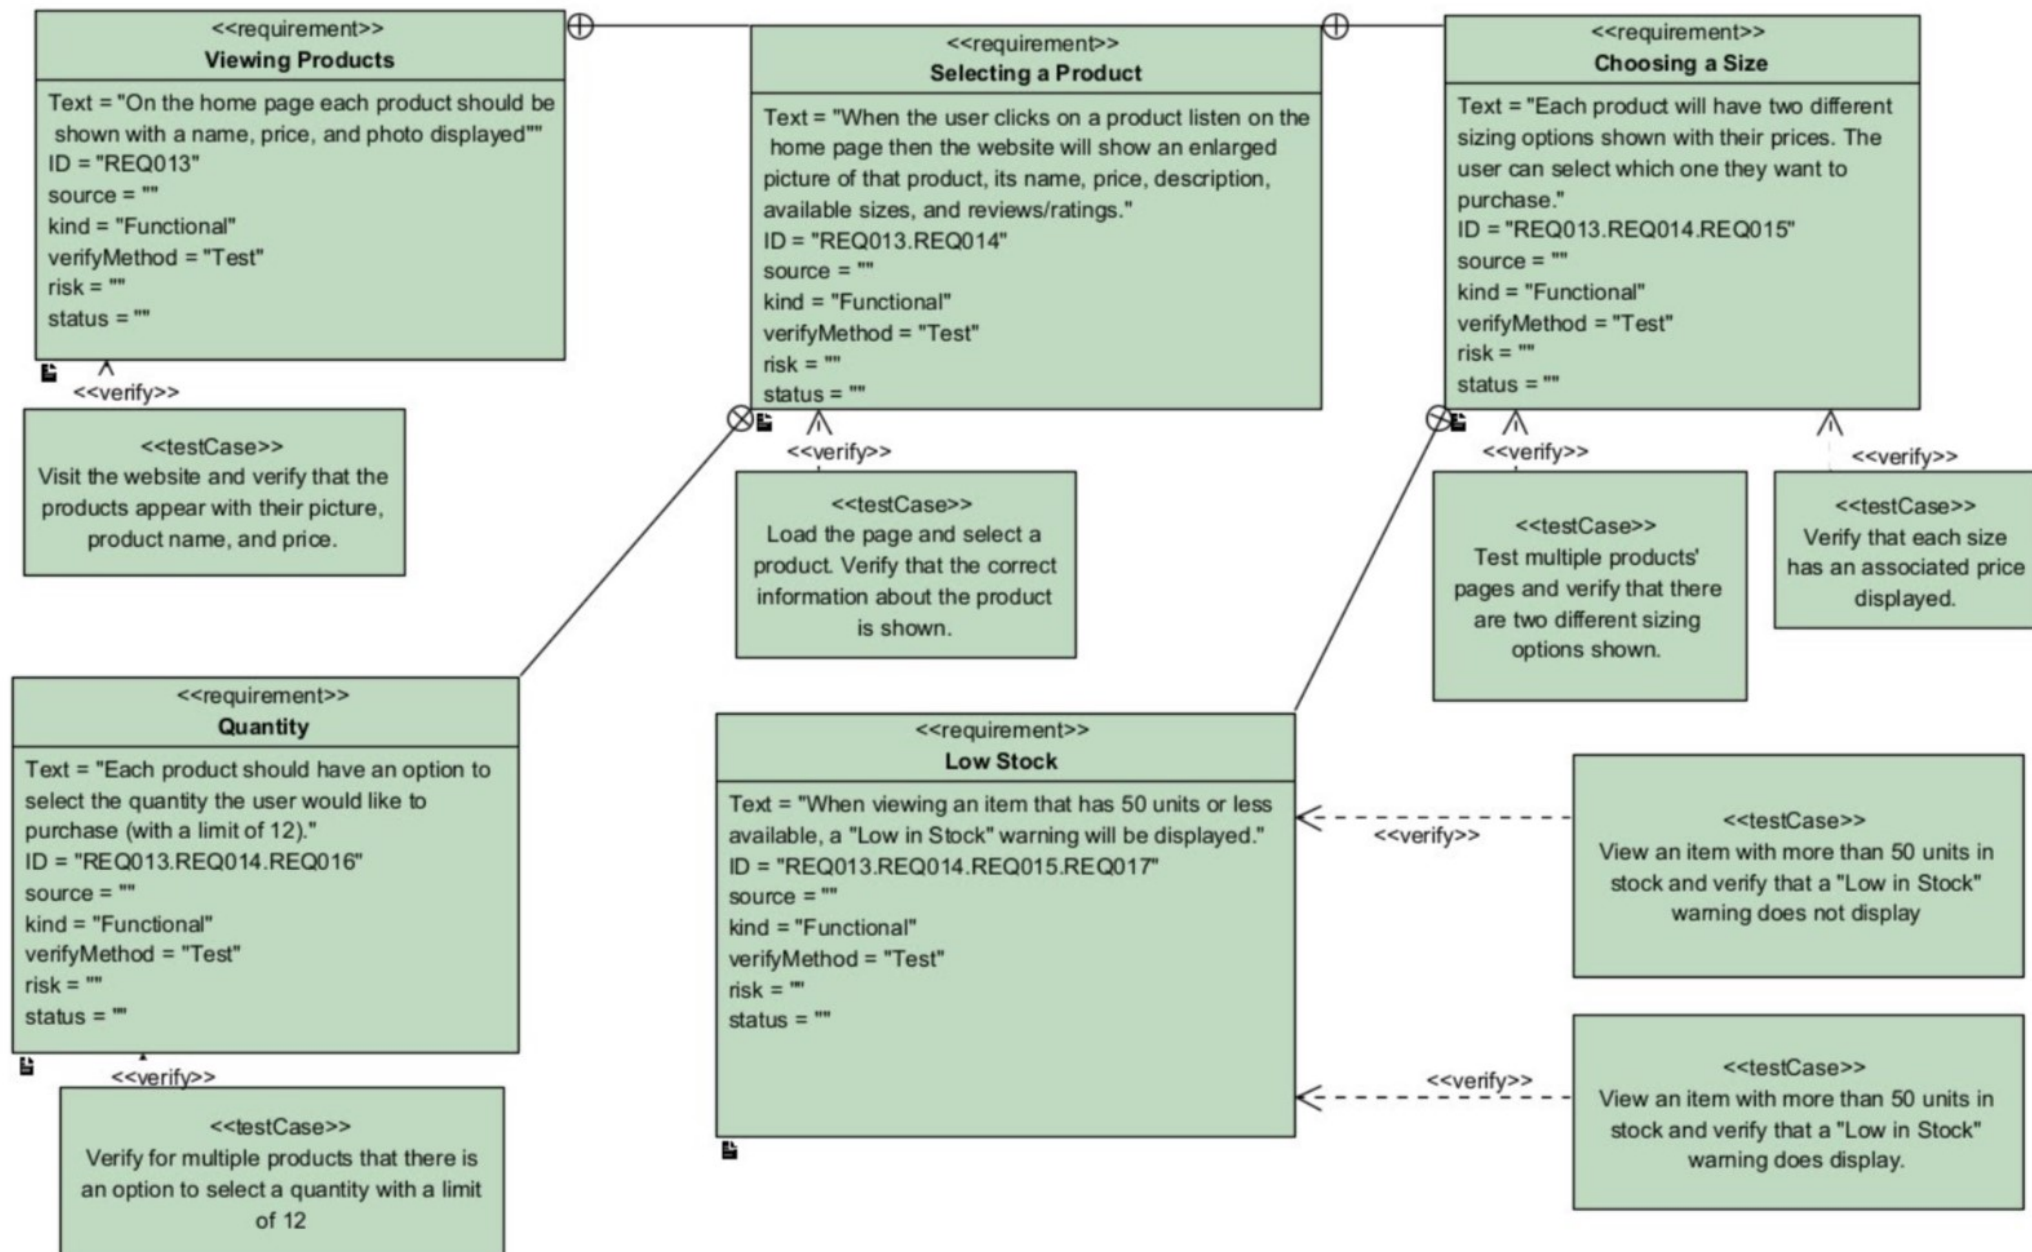 <<requirement>>
Viewing Products
Text = "On the home page each product should be
shown with a name, price, and photo displayed""
ID = "REQ013"
source = ""
kind = "Functional"
verifyMethod = "Test"
risk = ""
status = ""
<<verify>>
<<testCase>>
Visit the website and verify that the
products appear with their picture,
product name, and price.
<<requirement>>
Selecting a Product
Text = "When the user clicks on a product listen on the
home page then the website will show an enlarged
picture of that product, its name, price, description,
available sizes, and reviews/ratings."
ID = "REQ013.REQ014"
source = ""
kind = "Functional"
verifyMethod = "Test"
risk = ""
status = ""
<<verify>>
<<testCase>>
Load the page and select a
product. Verify that the correct
information about the product
is shown.
<<requirement>>
Choosing a Size
Text = "Each product will have two different
sizing options shown with their prices. The
user can select which one they want to
purchase."
ID = "REQ013.REQ014.REQ015"
source = ""
kind = "Functional"
verifyMethod = "Test"
risk = ""
status = ""
<<verify>>
<<testCase>>
Test multiple products'
pages and verify that there
are two different sizing
options shown.
<<verify>>
<<testCase>>
Verify that each size
has an associated price
displayed.
<<requirement>>
Quantity
Text = "Each product should have an option to
select the quantity the user would like to
purchase (with a limit of 12)."
ID = "REQ013.REQ014.REQ016"
source = ""
kind = "Functional"
verifyMethod = "Test"
risk = ""
status = ""
<<verify>>
<<testCase>>
Verify for multiple products that there is
an option to select a quantity with a limit
of 12
<<requirement>>
Low Stock
Text = "When viewing an item that has 50 units or less
available, a "Low in Stock" warning will be displayed."
ID = "REQ013.REQ014.REQ015.REQ017"
source = ""
kind = "Functional"
verifyMethod = "Test"
risk = ""
status = ""
<<verify>>
<<testCase>>
View an item with more than 50 units in
stock and verify that a "Low in Stock"
warning does not display
<<verify>>
<<testCase>>
View an item with more than 50 units in
stock and verify that a "Low in Stock"
warning does display.